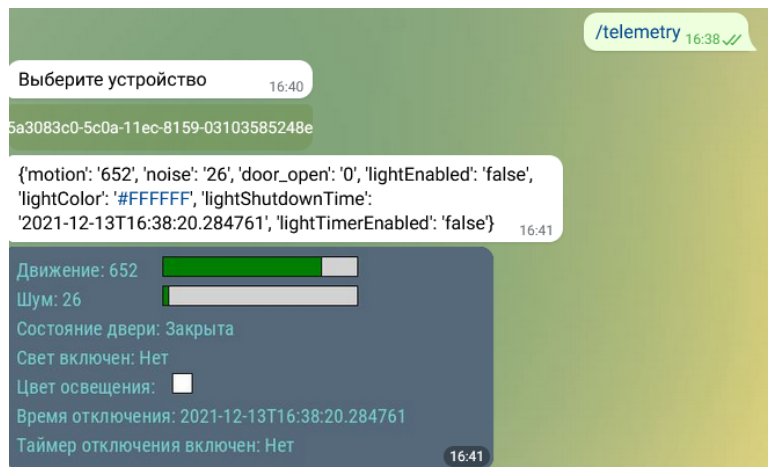 /telemetry 16:38
Выберите устройство 16:40
5a3083c0-5c0a-11ec-8159-03103585248e
{'motion': '652', 'noise': '26', 'door_open': '0', 'lightEnabled': 'false',
'lightColor': '#FFFFFF', 'lightShutdownTime':
'2021-12-13T16:38:20.284761', 'lightTimerEnabled': 'false'} 16:41
Движение: 652
Шум: 26
Состояние двери: Закрыта
Свет включен: Нет
Цвет освещения:
Время отключения: 2021-12-13T16:38:20.284761
Таймер отключения включен: Нет
16:41